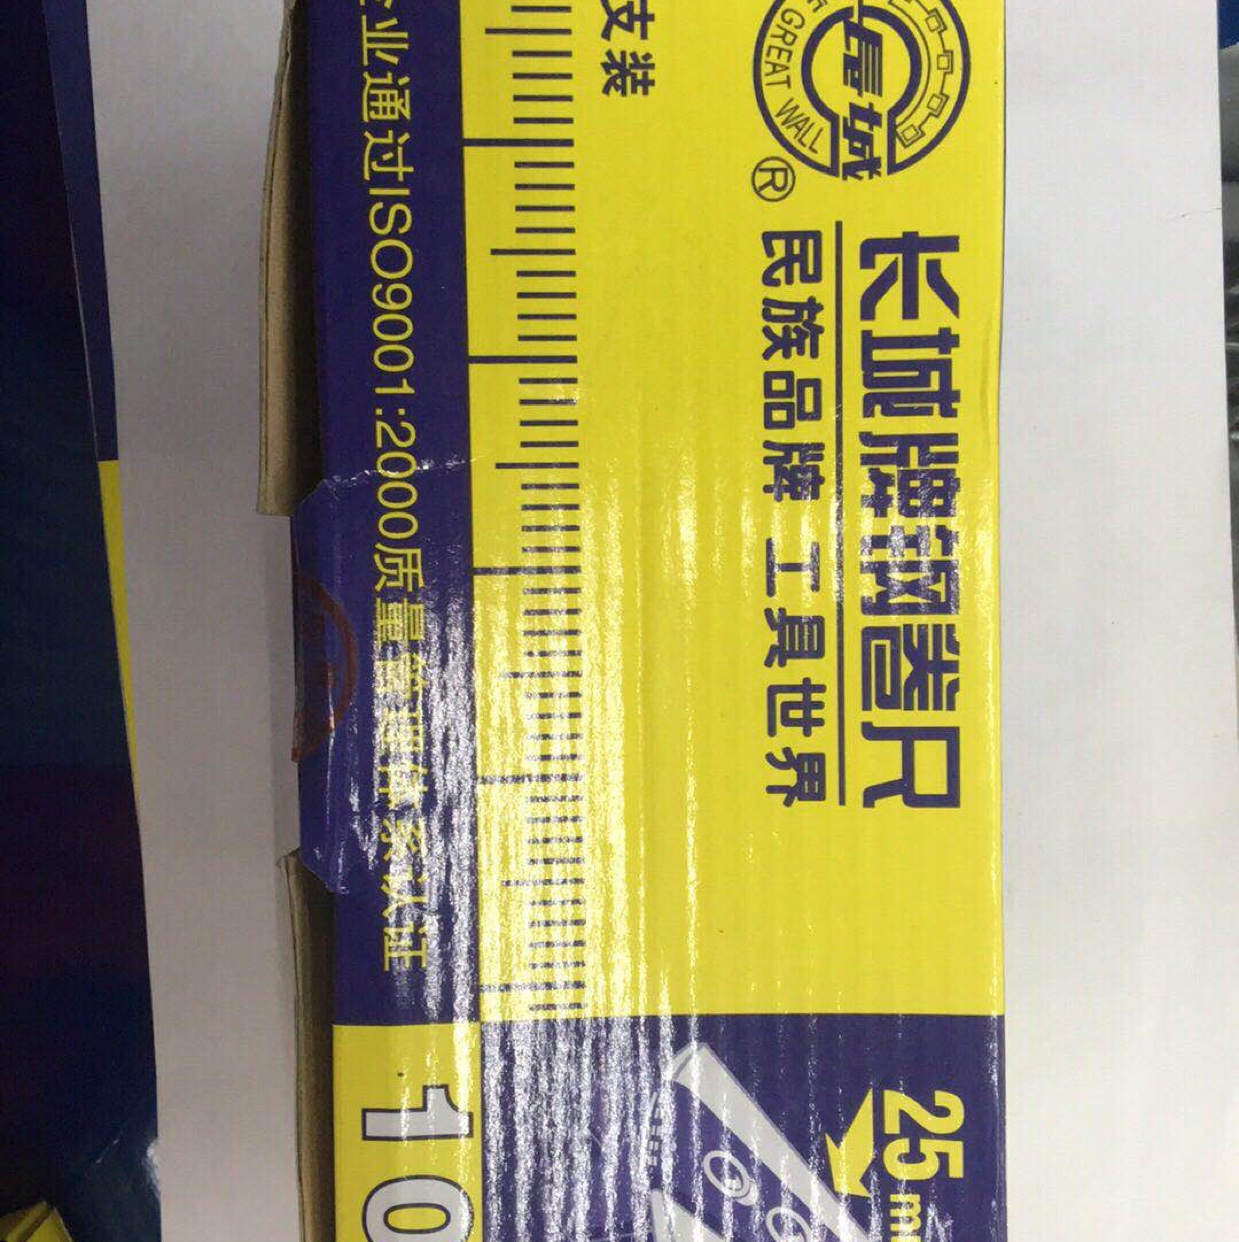 长城
GREAT WALL
®
长城牌钢卷尺
民族品牌 工具世界
支装
业通过ISO9001:2000质量管理体系认证
25m
10